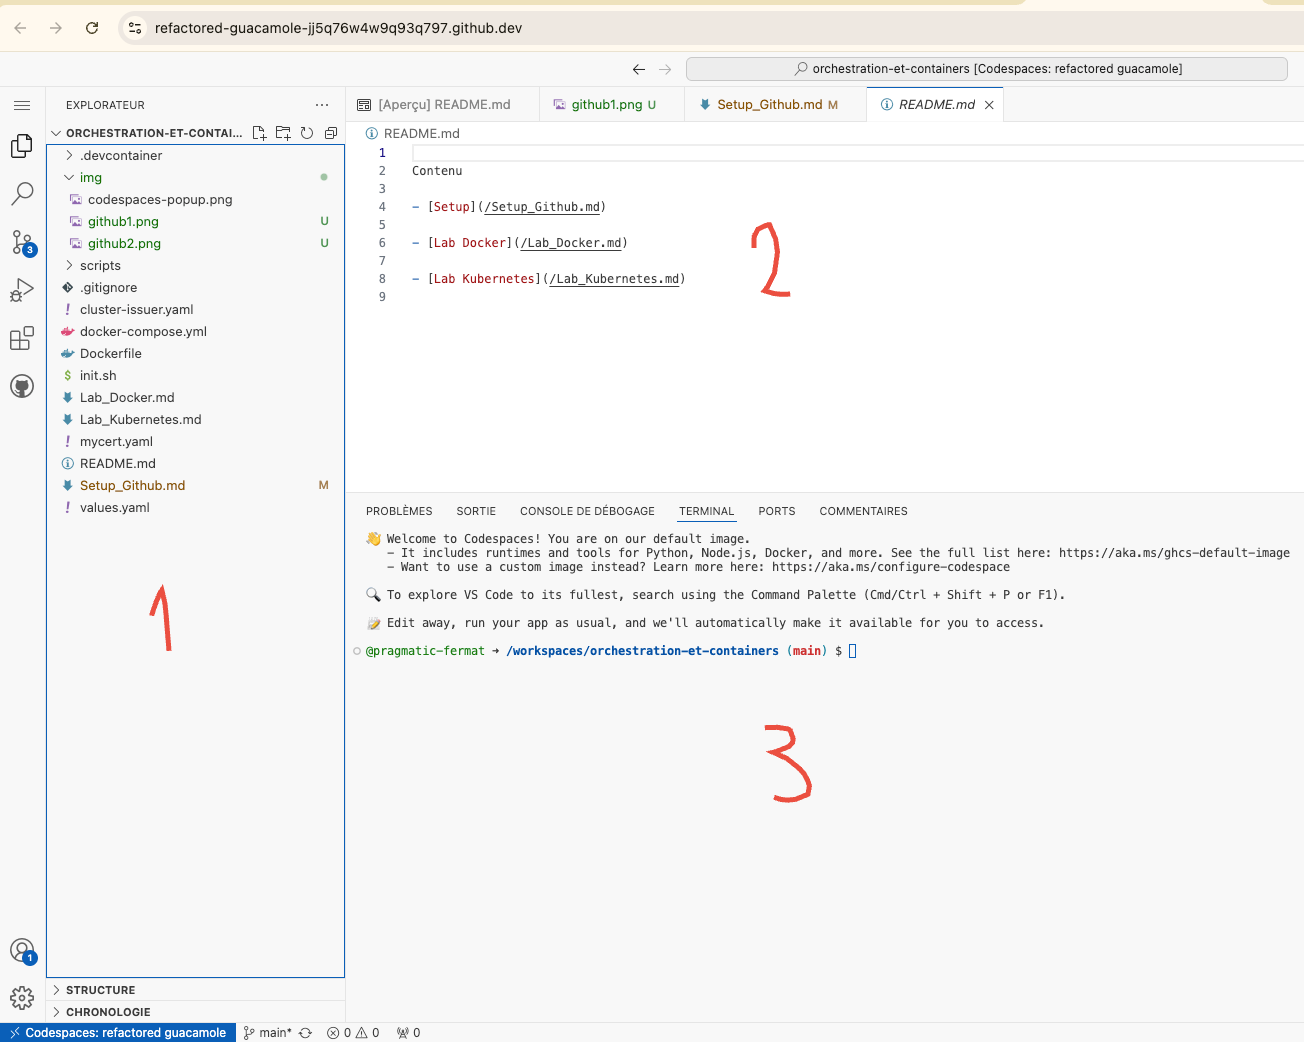 refactored-guacamole-jj5q76w4w9q93q797.github.dev
orchestration-et-containers [Codespaces: refactored guacamole]
EXPLORATEUR
ORCHESTRATION-ET-CONTAI...
.devcontainer
img
codespaces-popup.png
github1.png U
github2.png U
scripts
.gitignore
! cluster-issuer.yaml
docker-compose.yml
Dockerfile
$ init.sh
Lab_Docker.md
Lab_Kubernetes.md
! mycert.yaml
README.md
Setup_Github.md M
! values.yaml
1
STRUCTURE
CHRONOLOGIE
[Aperçu] README.md
github1.png U
Setup_Github.md M
README.md
README.md
1
2 Contenu
3
4 - [Setup](/Setup_Github.md)
5
6 - [Lab Docker](/Lab_Docker.md)
7
8 - [Lab Kubernetes](/Lab_Kubernetes.md)
9
2
PROBLÈMES SORTIE CONSOLE DE DÉBOGAGE TERMINAL PORTS COMMENTAIRES
👋 Welcome to Codespaces! You are on our default image.
- It includes runtimes and tools for Python, Node.js, Docker, and more. See the full list here: https://aka.ms/ghcs-default-image
- Want to use a custom image instead? Learn more here: https://aka.ms/configure-codespace
🔍 To explore VS Code to its fullest, search using the Command Palette (Cmd/Ctrl + Shift + P or F1).
📝 Edit away, run your app as usual, and we'll automatically make it available for you to access.
@pragmatic-fermat ➜ /workspaces/orchestration-et-containers (main) $
3
3
1
Codespaces: refactored guacamole main* 0 0 0